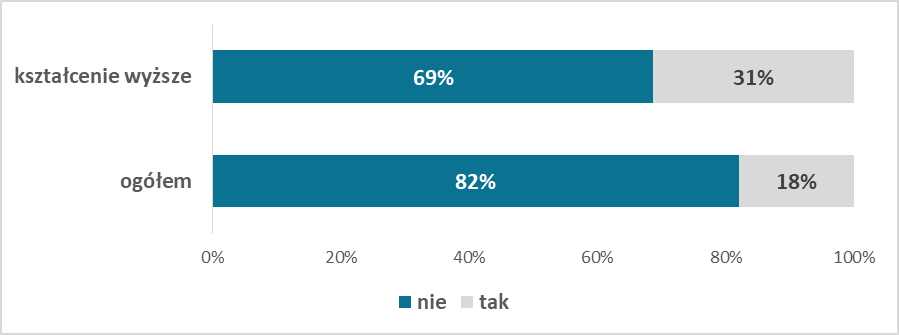 kształcenie wyższe 69% 31%
ogółem 82% 18%
0% 20% 40% 60% 80% 100%
nie tak